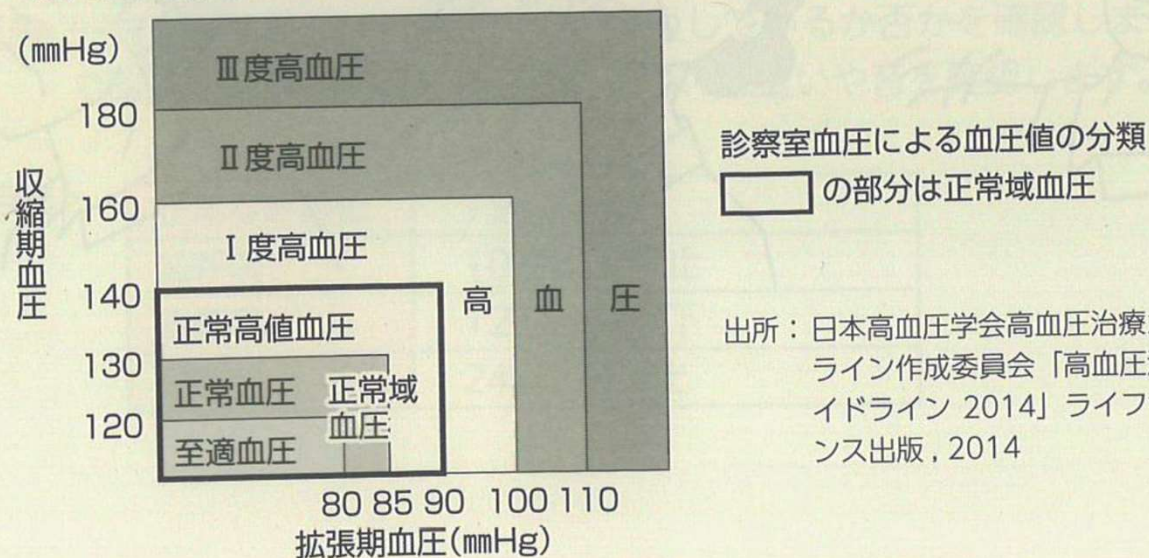 (mmHg)
Ⅲ度高血圧
180
Ⅱ度高血圧
160
Ⅰ度高血圧
140
高 血 圧
正常高値血圧
130
正常血圧
正常域
血圧
120
至適血圧
収縮期血圧
80 85 90 100 110
拡張期血圧(mmHg)
診察室血圧による血圧値の分類
の部分は正常域血圧
出所：日本高血圧学会高血圧治療
ライン作成委員会「高血圧
イドライン 2014」ライフ
ンス出版, 2014